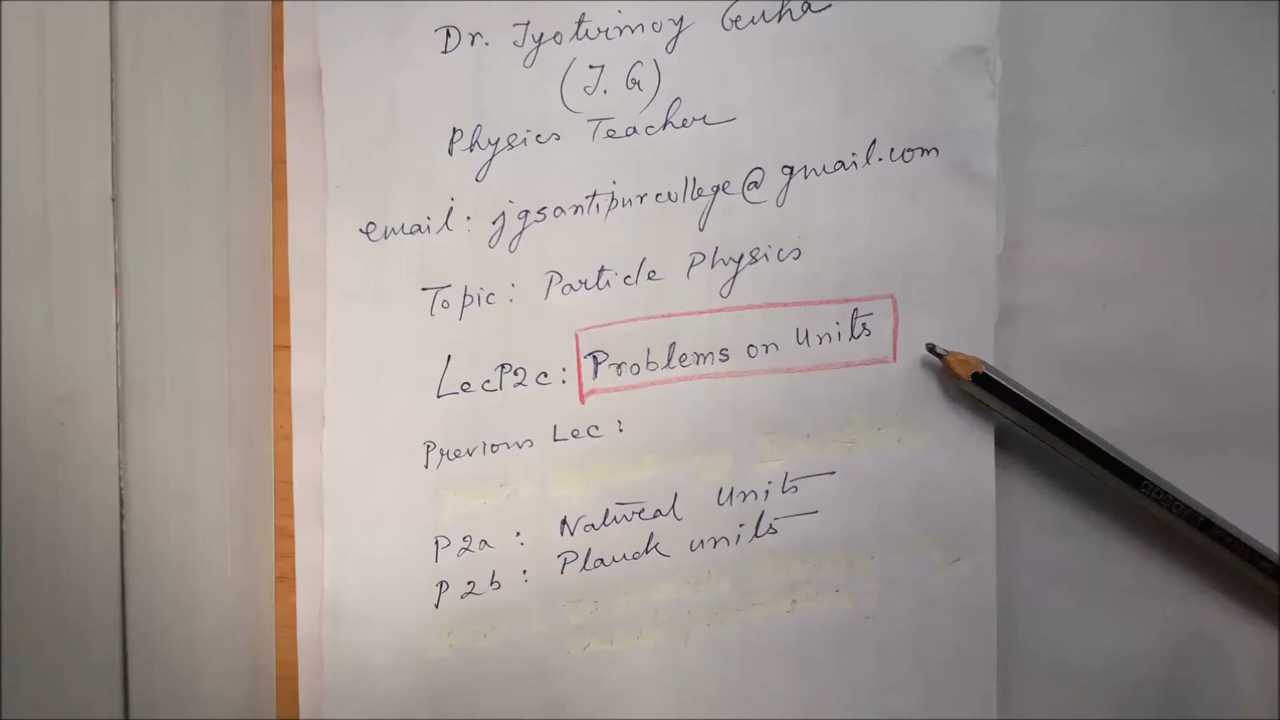 Dr. Jyotirmoy Guha
(J. G)
Physics Teacher
email: jgsantipurcollege@gmail.com
Topic: Particle Physics
LecP2c: Problems on Units
Previous Lec:
P2a: Natural Units
P2b: Planck units